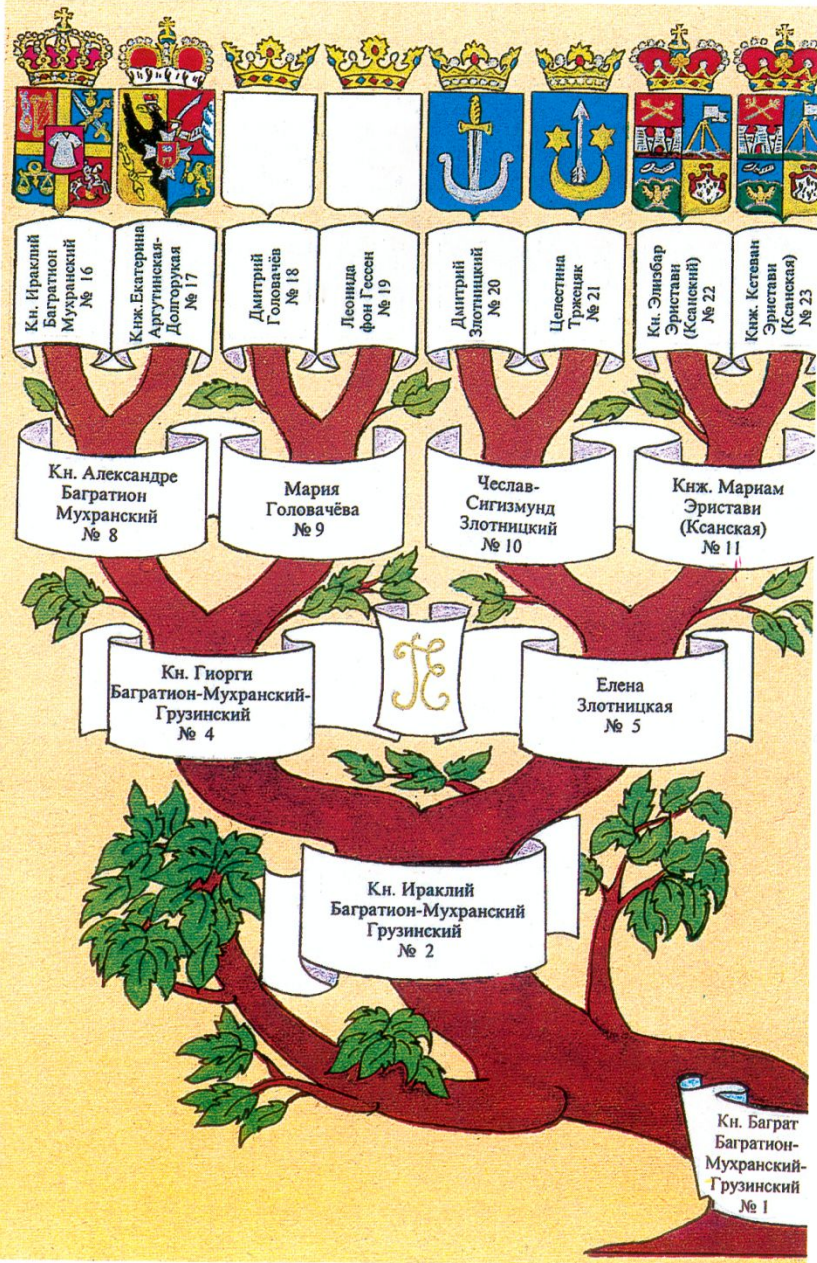 Кн. Ираклий
Багратион
Мухранский
№ 16
Княж.Екатерина
Аргутинская-
Долгорукая
№ 17
Дмитрий
Головачёв
№ 18
Леонида
фон Гессен
№ 19
Дмитрий
Злотницкий
№ 20
Целестина
Тржецяк
№ 21
Кн. Элизбар
Эристави
(Ксанский)
№ 22
Княж. Кетеван
Эристави
(Ксанская)
№ 23
Кн. Александре
Багратион
Мухранский
№ 8
Мария
Головачёва
№ 9
Чеслав-
Сигизмунд
Злотницкий
№ 10
Княж. Мариам
Эристави
(Ксанская)
№ 11
Кн. Гиорги
Багратион-Мухранский-
Грузинский
№ 4
Елена
Злотницкая
№ 5
Кн. Ираклий
Багратион-Мухранский
Грузинский
№ 2
Кн. Баграт
Багратион-
Мухранский-
Грузинский
№ 1